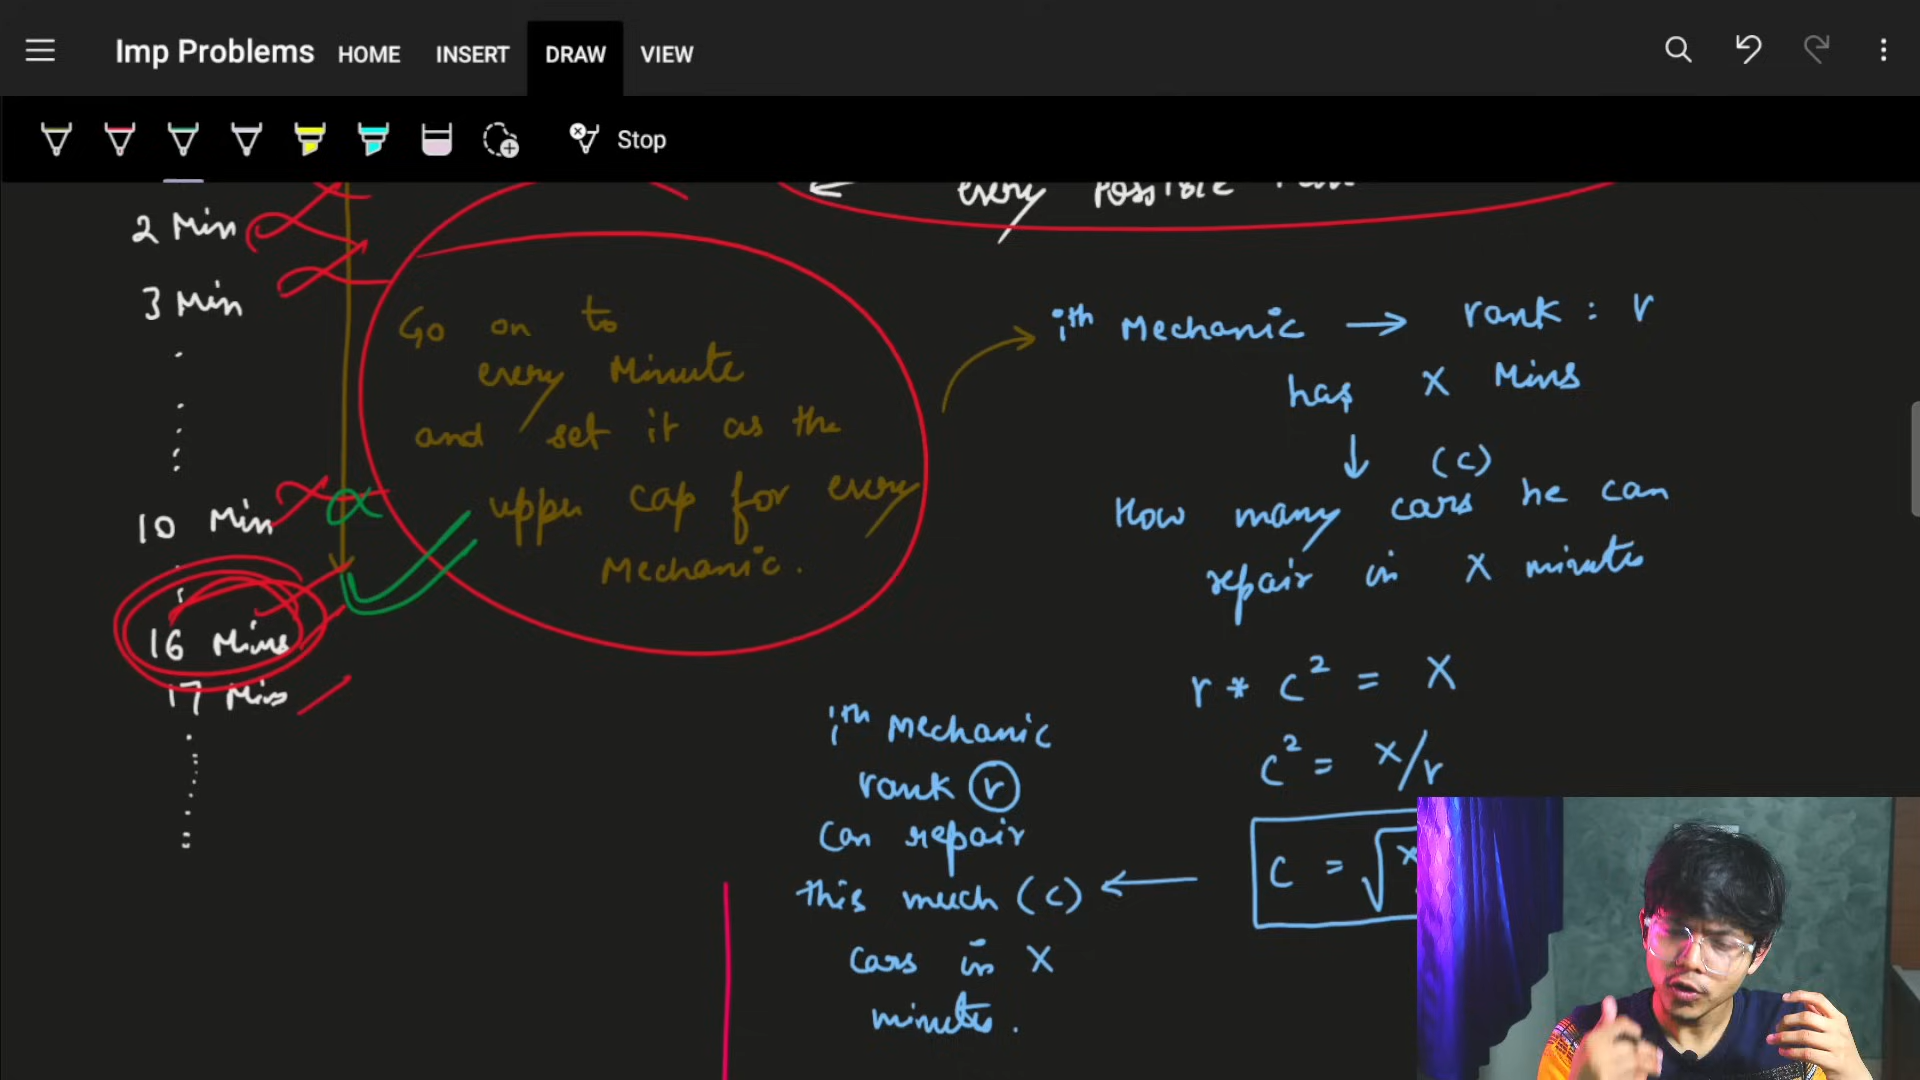 Imp Problems HOME INSERT DRAW VIEW
Stop
every Possible
2 Min
3 Min
10 Min
16 Mins
17 Mins
Go on to
every Minute
and set it as the
upper cap for every
Mechanic.
ith Mechanic → rank : r
has X Mins
↓ (c)
How many cars he can
repair in X minutes
r * c² = X
c² = x/r
c = √x
ith Mechanic
rank r
Can repair
this much (c) ←
Cars in X
minutes.